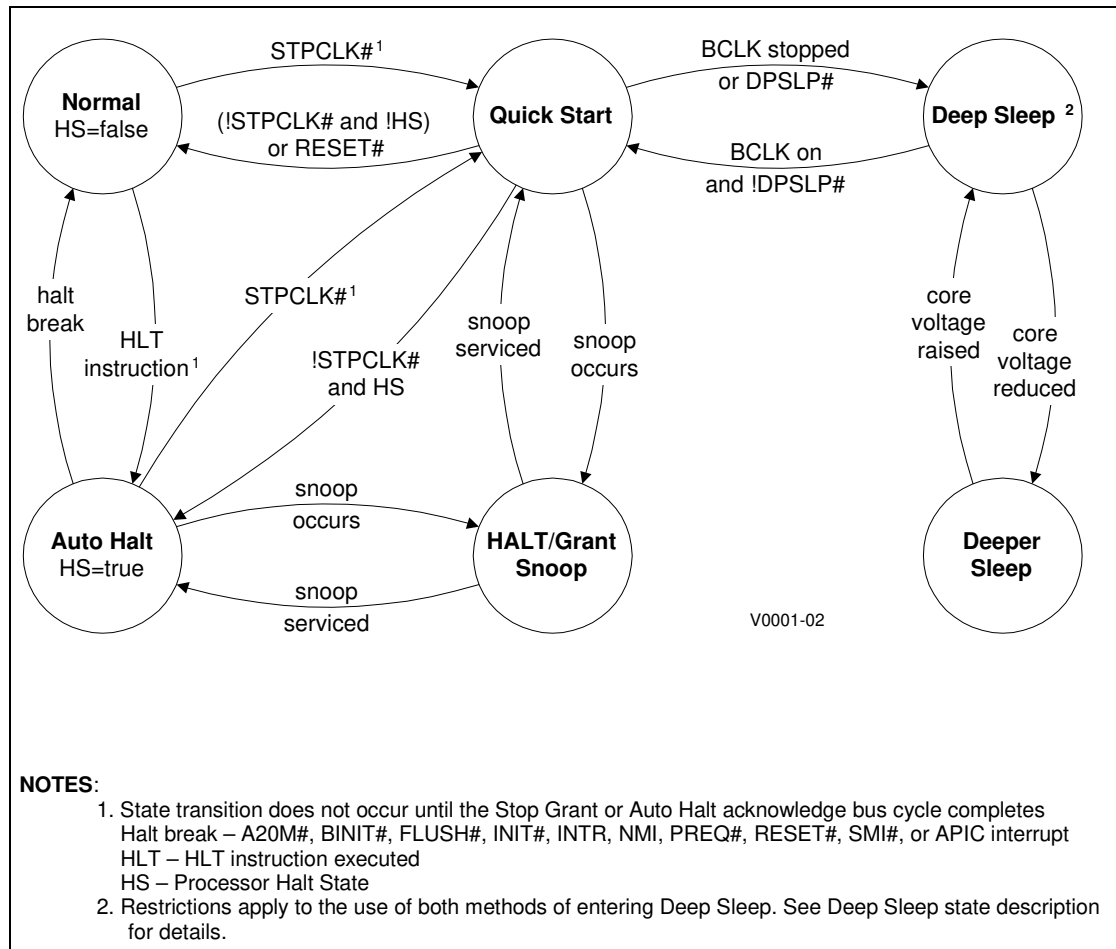 STPCLK#¹
BCLK stopped
or DPSLP#
Normal
HS=false
(!STPCLK# and !HS)
or RESET#
Quick Start
Deep Sleep ²
BCLK on
and !DPSLP#
halt
break
HLT
instruction¹
STPCLK#¹
!STPCLK#
and HS
snoop
serviced
snoop
occurs
core
voltage
raised
core
voltage
reduced
Auto Halt
HS=true
snoop
occurs
snoop
serviced
HALT/Grant
Snoop
Deeper
Sleep
V0001-02
NOTES:
1. State transition does not occur until the Stop Grant or Auto Halt acknowledge bus cycle completes
Halt break – A20M#, BINIT#, FLUSH#, INIT#, INTR, NMI, PREQ#, RESET#, SMI#, or APIC interrupt
HLT – HLT instruction executed
HS – Processor Halt State
2. Restrictions apply to the use of both methods of entering Deep Sleep. See Deep Sleep state description
for details.